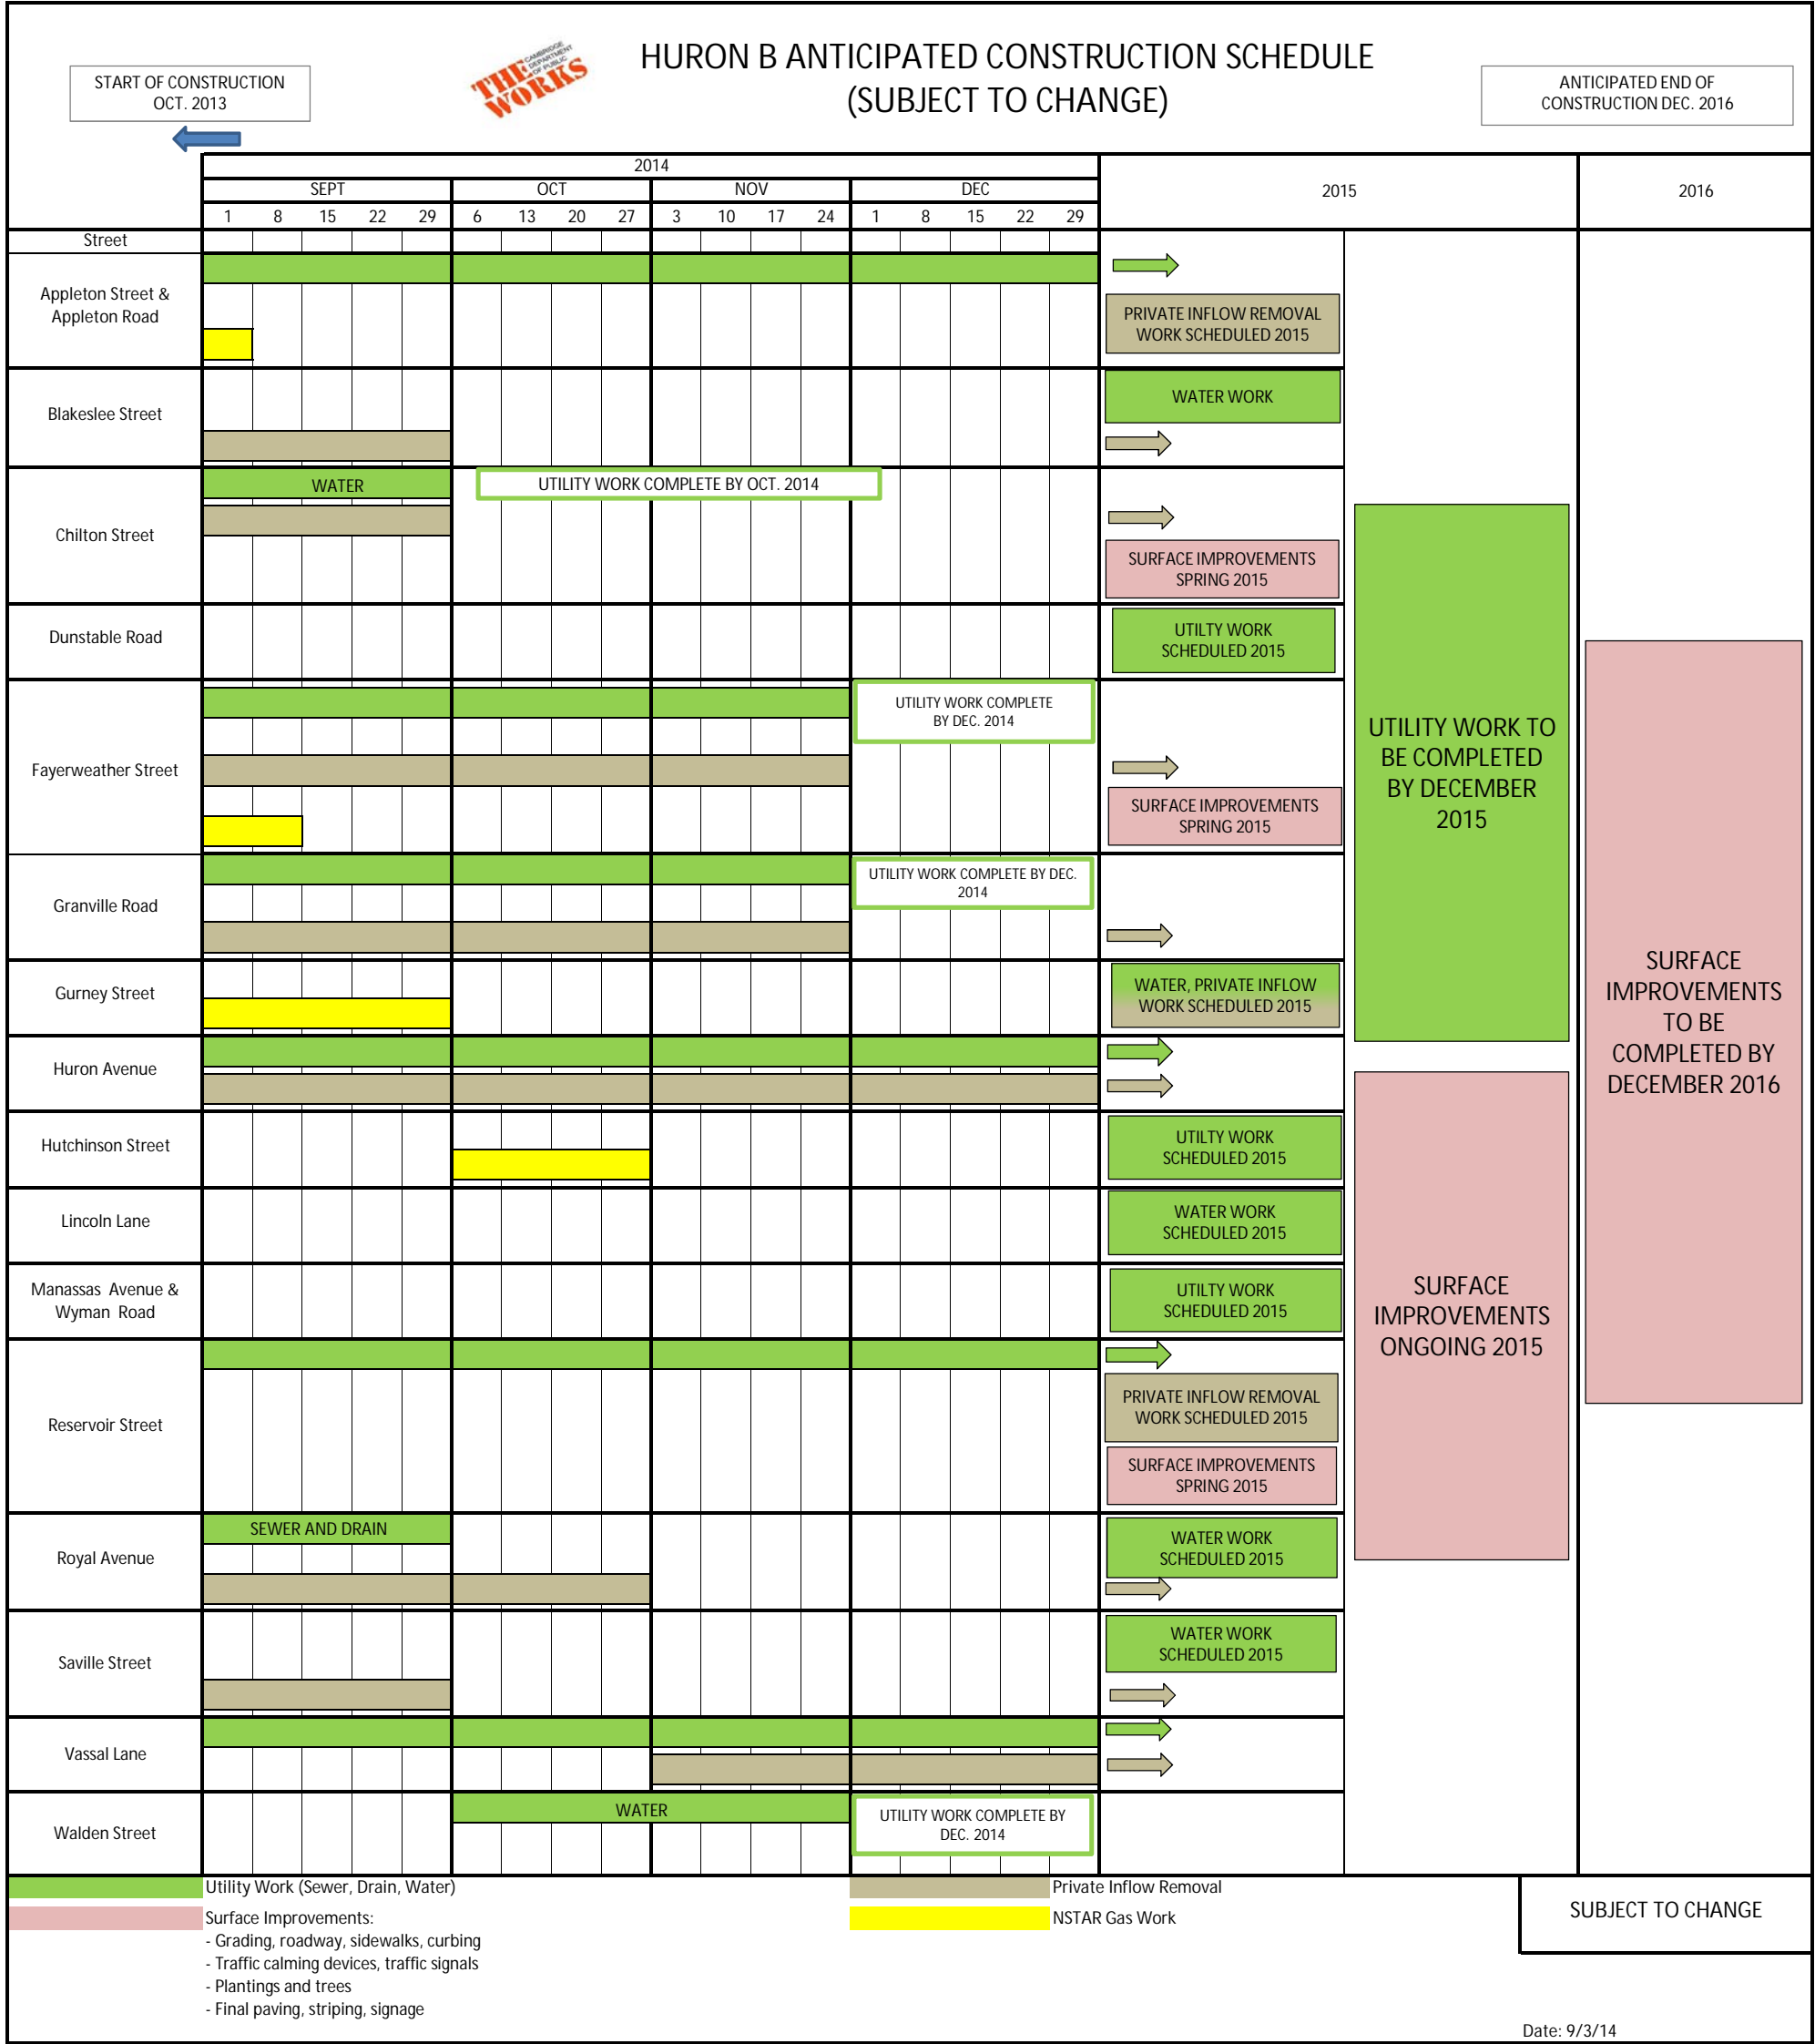 START OF CONSTRUCTION
OCT. 2013
THE WORKS
CAMBRIDGE
DEPARTMENT
OF PUBLIC
HURON B ANTICIPATED CONSTRUCTION SCHEDULE
(SUBJECT TO CHANGE)
ANTICIPATED END OF
CONSTRUCTION DEC. 2016
2014
2015
2016
SEPT OCT NOV DEC
1 8 15 22 29 6 13 20 27 3 10 17 24 1 8 15 22 29
Street
Appleton Street &
Appleton Road
PRIVATE INFLOW REMOVAL
WORK SCHEDULED 2015
Blakeslee Street
WATER WORK
Chilton Street
WATER
UTILITY WORK COMPLETE BY OCT. 2014
SURFACE IMPROVEMENTS
SPRING 2015
Dunstable Road
UTILTY WORK
SCHEDULED 2015
Fayerweather Street
UTILITY WORK COMPLETE
BY DEC. 2014
SURFACE IMPROVEMENTS
SPRING 2015
UTILITY WORK TO
BE COMPLETED
BY DECEMBER
2015
Granville Road
UTILITY WORK COMPLETE BY DEC.
2014
Gurney Street
WATER, PRIVATE INFLOW
WORK SCHEDULED 2015
SURFACE
IMPROVEMENTS
TO BE
COMPLETED BY
DECEMBER 2016
Huron Avenue
Hutchinson Street
UTILTY WORK
SCHEDULED 2015
Lincoln Lane
WATER WORK
SCHEDULED 2015
Manassas Avenue &
Wyman Road
UTILTY WORK
SCHEDULED 2015
SURFACE
IMPROVEMENTS
ONGOING 2015
Reservoir Street
PRIVATE INFLOW REMOVAL
WORK SCHEDULED 2015
SURFACE IMPROVEMENTS
SPRING 2015
Royal Avenue
SEWER AND DRAIN
WATER WORK
SCHEDULED 2015
Saville Street
WATER WORK
SCHEDULED 2015
Vassal Lane
Walden Street
WATER
UTILITY WORK COMPLETE BY
DEC. 2014
Utility Work (Sewer, Drain, Water)
Private Inflow Removal
Surface Improvements:
- Grading, roadway, sidewalks, curbing
- Traffic calming devices, traffic signals
- Plantings and trees
- Final paving, striping, signage
NSTAR Gas Work
SUBJECT TO CHANGE
Date: 9/3/14